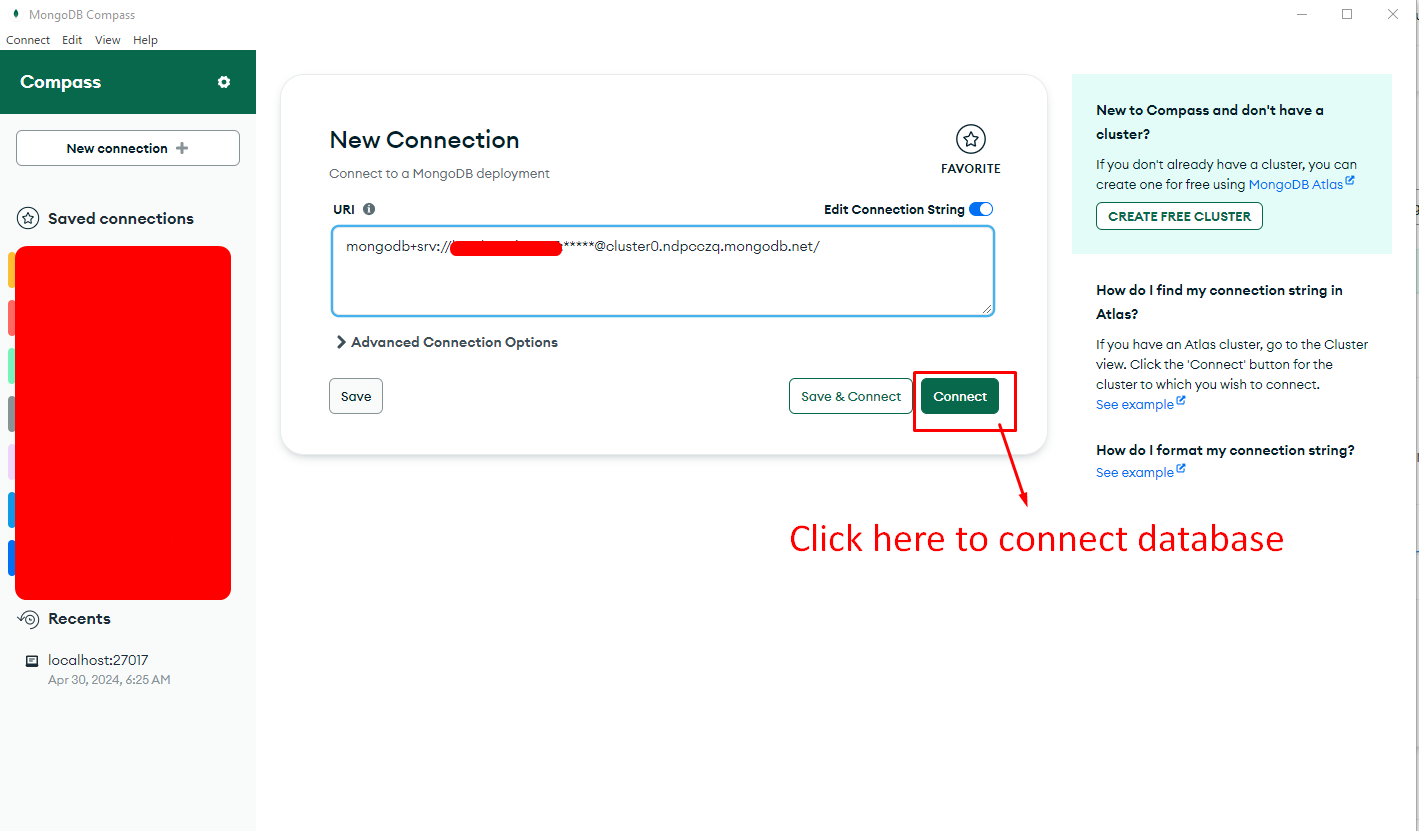 MongoDB Compass
Connect Edit View Help
Compass
New connection
Saved connections
Recents
localhost:27017
Apr 30, 2024, 6:25 AM
New Connection
Connect to a MongoDB deployment
FAVORITE
URI
Edit Connection String
mongodb+srv:// *****@cluster0.ndpcczq.mongodb.net/
Advanced Connection Options
Save
Save & Connect
Connect
Click here to connect database
New to Compass and don't have a
cluster?
If you don't already have a cluster, you can
create one for free using MongoDB Atlas
CREATE FREE CLUSTER
How do I find my connection string in
Atlas?
If you have an Atlas cluster, go to the Cluster
view. Click the 'Connect' button for the
cluster to which you wish to connect.
See example
How do I format my connection string?
See example